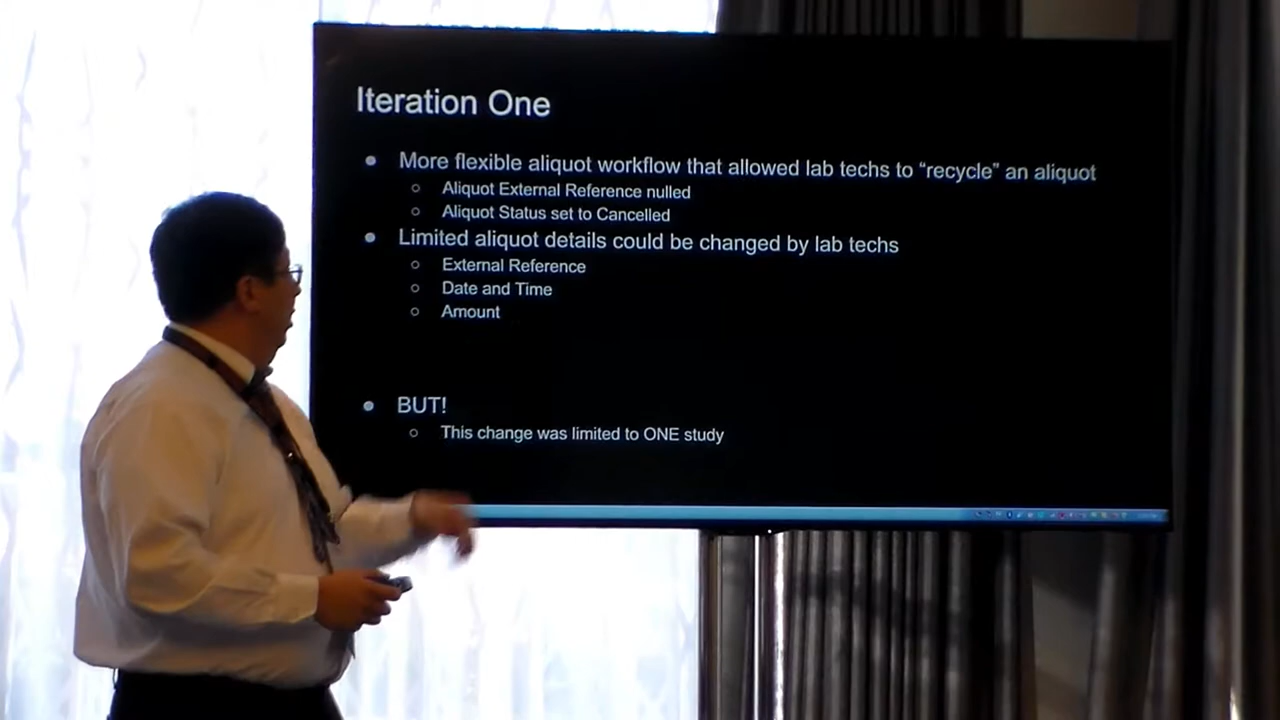 Iteration One
More flexible aliquot workflow that allowed lab techs to “recycle” an aliquot
Aliquot External Reference nulled
Aliquot Status set to Cancelled
Limited aliquot details could be changed by lab techs
External Reference
Date and Time
Amount
BUT!
This change was limited to ONE study